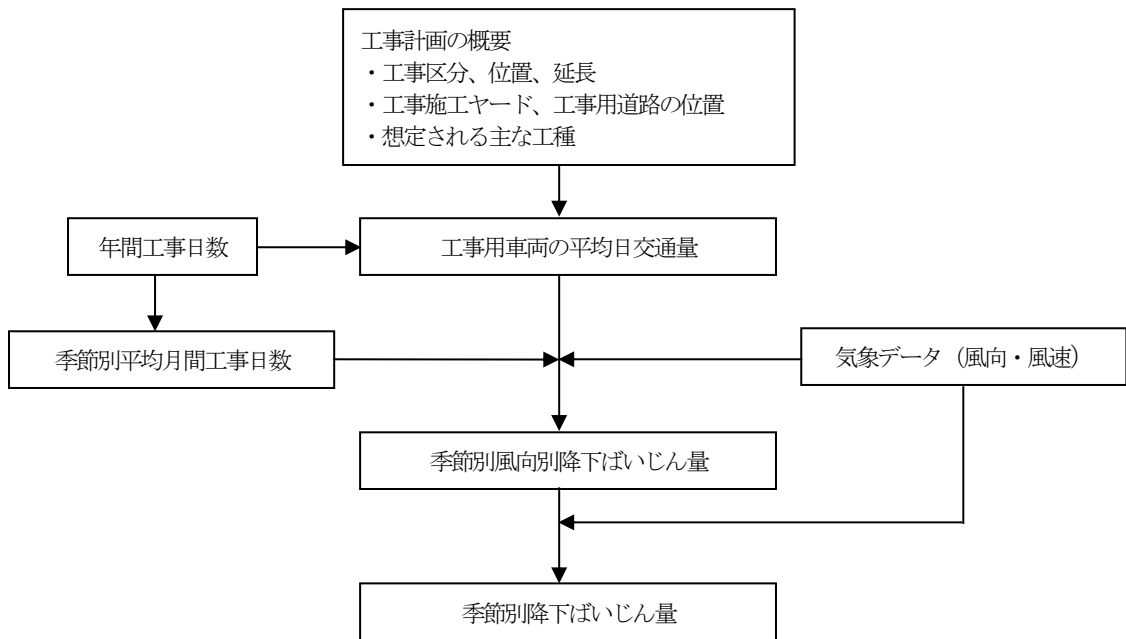 工事計画の概要
・工事区分、位置、延長
・工事施工ヤード、工事用道路の位置
・想定される主な工種
年間工事日数
工事用車両の平均日交通量
季節別平均月間工事日数
気象データ（風向・風速）
季節別風向別降下ばいじん量
季節別降下ばいじん量